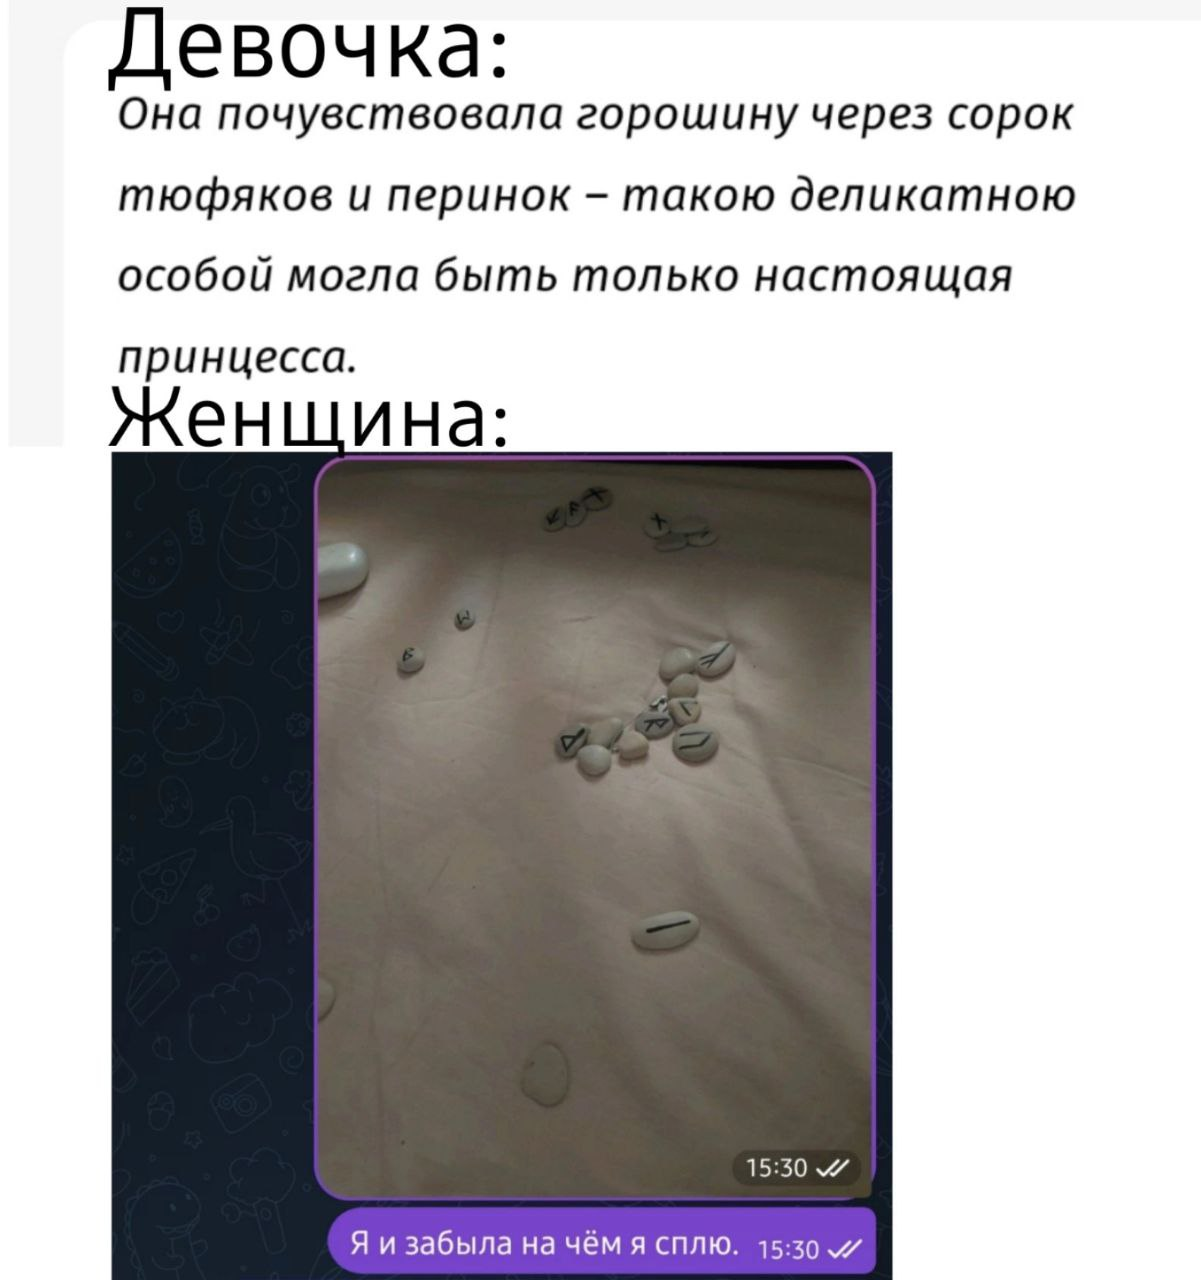 Девочка:
Она почувствовала горошину через сорок
тюфяков и перинок – такою деликатною
особой могла быть только настоящая
принцесса.
Женщина:
15:30
Я и забыла на чём я сплю. 15:30